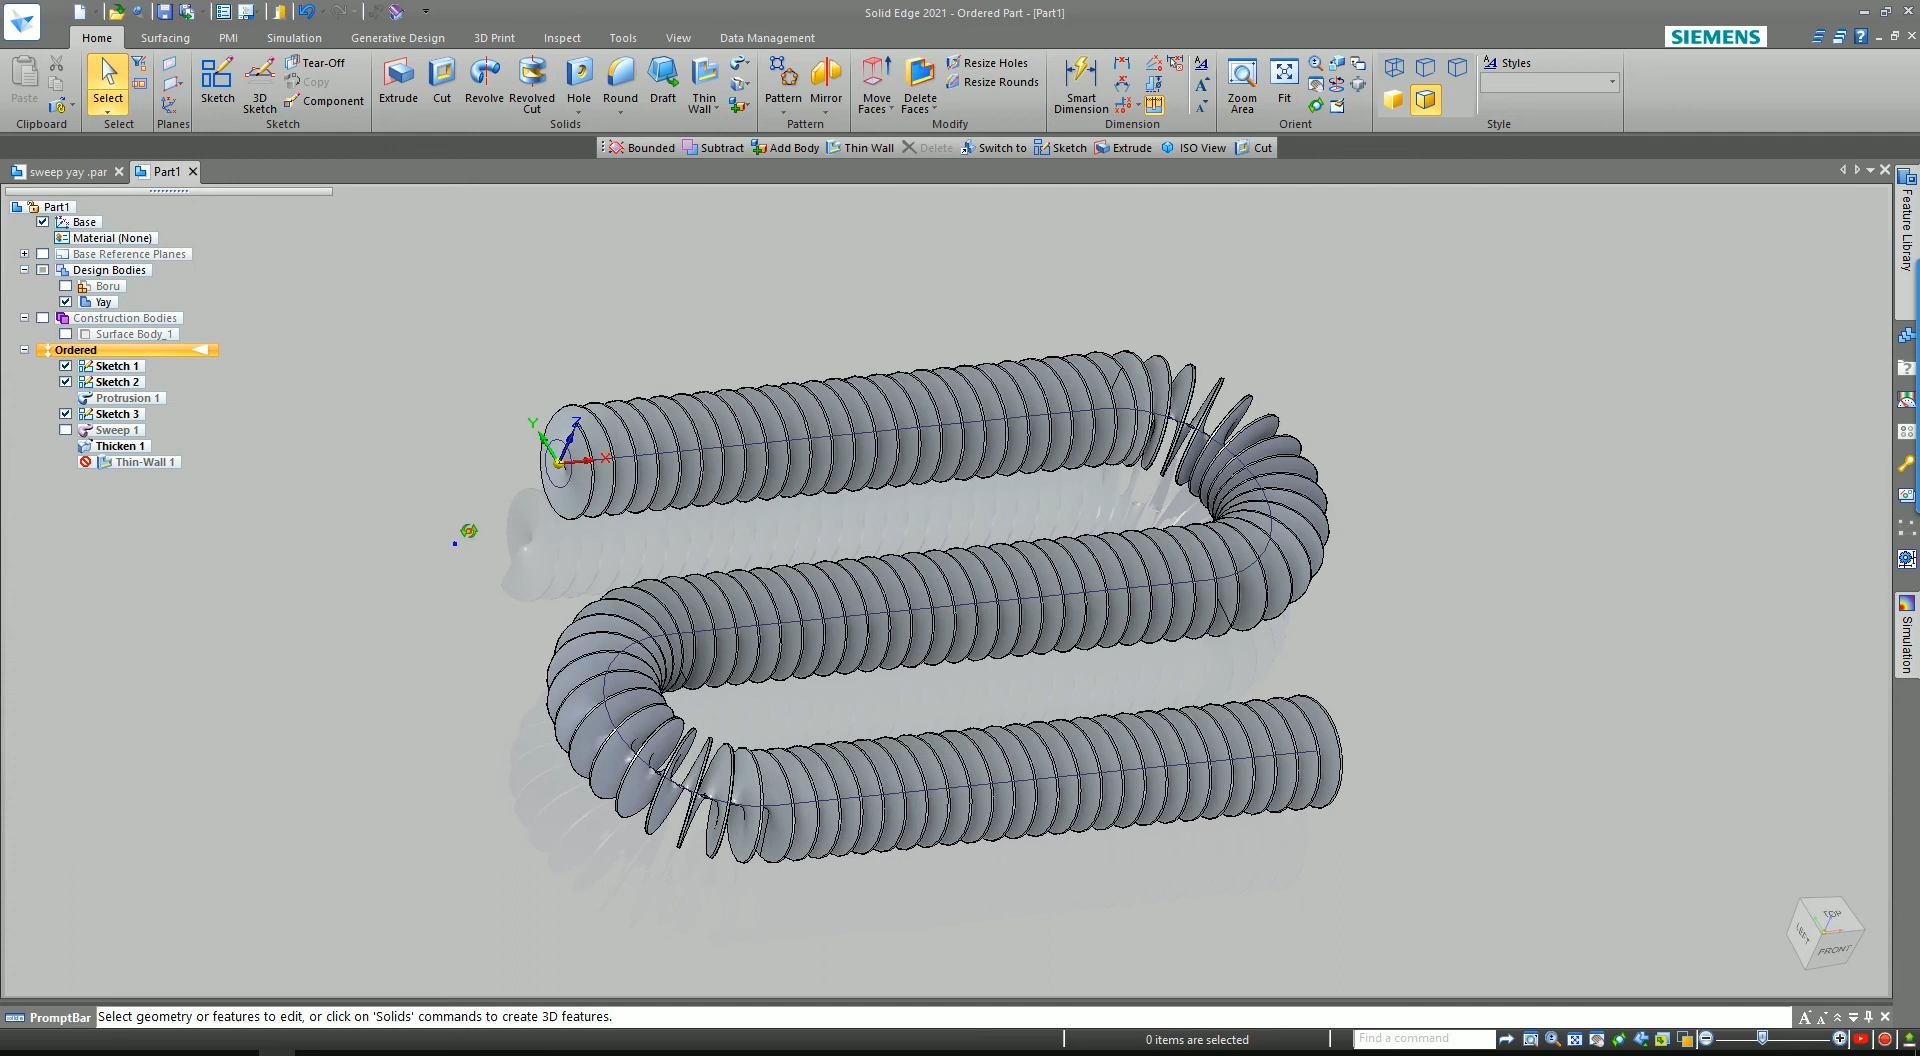 Solid Edge 2021 - Ordered Part - [Part1]
Home Surfacing PMI Simulation Generative Design 3D Print Inspect Tools View Data Management
SIEMENS
Paste
Clipboard
Select
Select
Planes
Sketch
3D Sketch
Tear-Off
Copy
Component
Sketch
Extrude
Cut
Revolve
Revolved Cut
Hole
Round
Draft
Thin Wall
Solids
Pattern
Mirror
Pattern
Move Faces
Delete Faces
Resize Holes
Resize Rounds
Modify
Smart Dimension
Dimension
Zoom Area
Fit
Orient
Styles
Style
Bounded Subtract Add Body Thin Wall Delete Switch to Sketch Extrude ISO View Cut
sweep yay .par
Part1
Part1
Base
Material (None)
Base Reference Planes
Design Bodies
Boru
Yay
Construction Bodies
Surface Body_1
Ordered
Sketch 1
Sketch 2
Protrusion 1
Sketch 3
Sweep 1
Thicken 1
Thin-Wall 1
Y
Z
X
Feature Library
Simulation
TOP
LEFT
FRONT
PromptBar
Select geometry or features to edit, or click on 'Solids' commands to create 3D features.
0 items are selected
Find a command